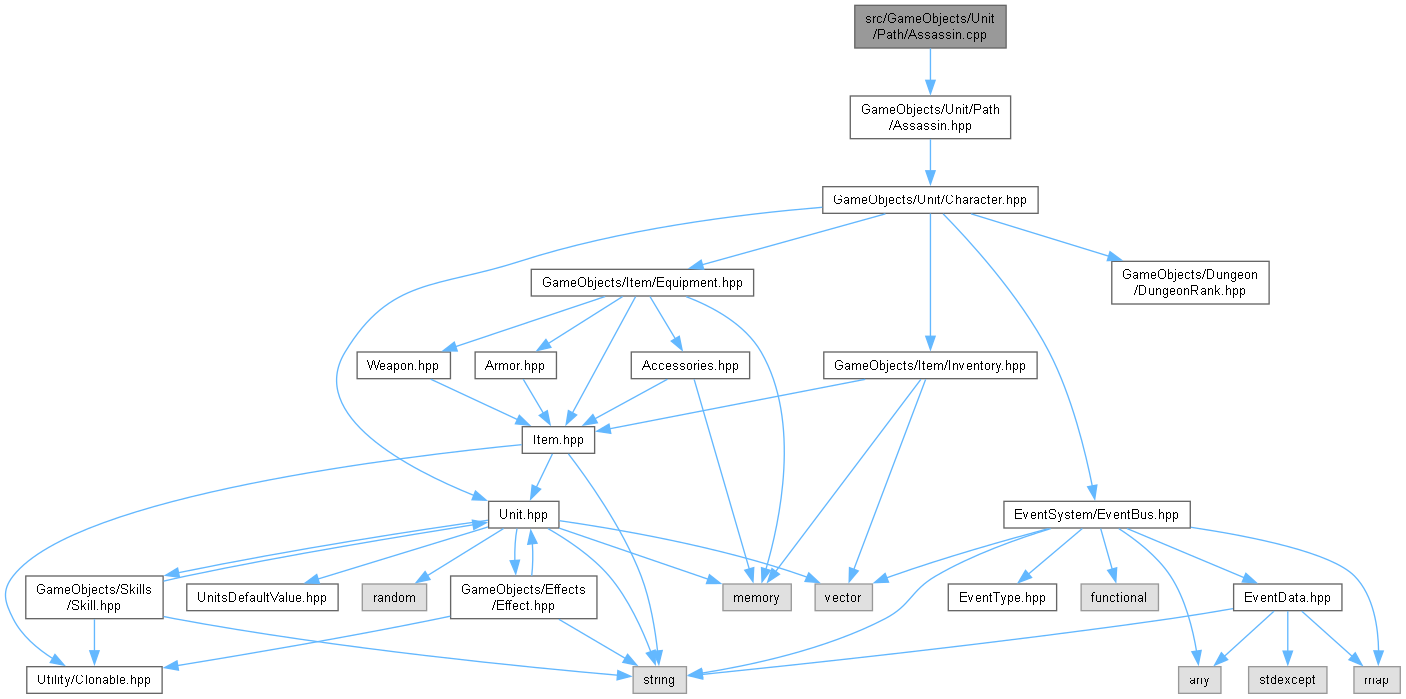 src/GameObjects/Unit
/Path/Assassin.cpp
GameObjects/Unit/Path
/Assassin.hpp
GameObjects/Unit/Character.hpp
GameObjects/Item/Equipment.hpp
GameObjects/Dungeon
/DungeonRank.hpp
Weapon.hpp
Armor.hpp
Accessories.hpp
GameObjects/Item/Inventory.hpp
Item.hpp
Unit.hpp
EventSystem/EventBus.hpp
GameObjects/Skills
/Skill.hpp
UnitsDefaultValue.hpp
random
GameObjects/Effects
/Effect.hpp
memory
vector
EventType.hpp
functional
EventData.hpp
Utility/Clonable.hpp
string
any
stdexcept
map